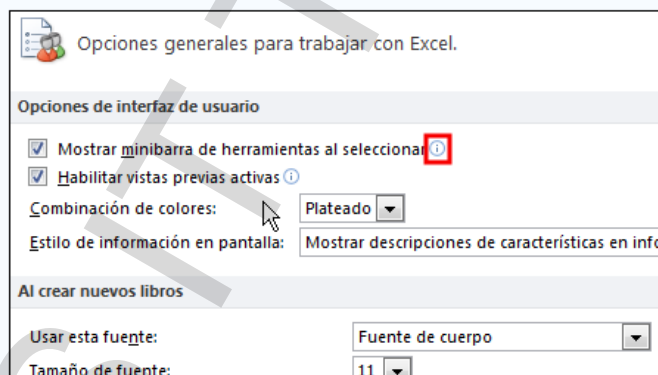 Opciones generales para trabajar con Excel.
Opciones de interfaz de usuario
Mostrar minibarra de herramientas al seleccionar
Habilitar vistas previas activas
Combinación de colores: Plateado
Estilo de información en pantalla: Mostrar descripciones de características en
Al crear nuevos libros
Usar esta fuente: Fuente de cuerpo
Tamaño de fuente: 11